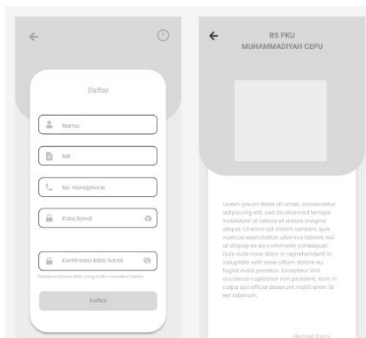 Daftar
Nama
MR
No. Handphone
Kata Sandi
Konfirmasi Kata Sandi
Daftar
RS PKU
MUHAMMADIYAH CEPU
Lorem ipsum dolor sit amet, consectetur
adipiscing elit, sed do eiusmod tempor
incididunt ut labore et dolore magna
aliqua. Ut enim ad minim veniam, quis
nostrud exercitation ullamco laboris nisi
ut aliquip ex ea commodo consequat.
Duis aute irure dolor in reprehenderit in
voluptate velit esse cillum dolore eu
fugiat nulla pariatur. Excepteur sint
occaecat cupidatat non proident, sunt in
culpa qui officia deserunt mollit anim id
est laborum.
Hormat Kami